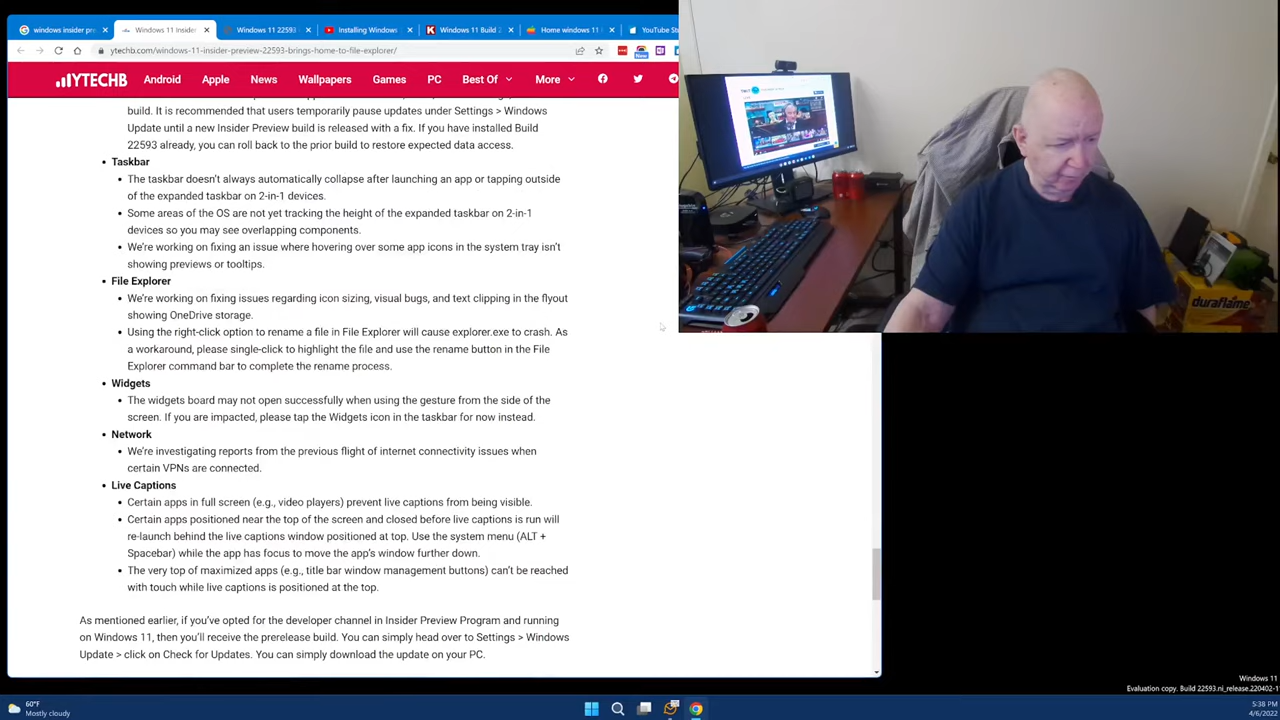 windows insider pre
Windows 11 Insider
Windows 11 22593
Installing Windows
Windows 11 Build 2
Home windows 11
YouTube St
ytechb.com/windows-11-insider-preview-22593-brings-home-to-file-explorer/
YTECHB
Android
Apple
News
Wallpapers
Games
PC
Best Of
More
build. It is recommended that users temporarily pause updates under Settings > Windows
Update until a new Insider Preview build is released with a fix. If you have installed Build
22593 already, you can roll back to the prior build to restore expected data access.
Taskbar
The taskbar doesn't always automatically collapse after launching an app or tapping outside
of the expanded taskbar on 2-in-1 devices.
Some areas of the OS are not yet tracking the height of the expanded taskbar on 2-in-1
devices so you may see overlapping components.
We're working on fixing an issue where hovering over some app icons in the system tray isn't
showing previews or tooltips.
File Explorer
We're working on fixing issues regarding icon sizing, visual bugs, and text clipping in the flyout
showing OneDrive storage.
Using the right-click option to rename a file in File Explorer will cause explorer.exe to crash. As
a workaround, please single-click to highlight the file and use the rename button in the File
Explorer command bar to complete the rename process.
Widgets
The widgets board may not open successfully when using the gesture from the side of the
screen. If you are impacted, please tap the Widgets icon in the taskbar for now instead.
Network
We're investigating reports from the previous flight of internet connectivity issues when
certain VPNs are connected.
Live Captions
Certain apps in full screen (e.g., video players) prevent live captions from being visible.
Certain apps positioned near the top of the screen and closed before live captions is run will
re-launch behind the live captions window positioned at top. Use the system menu (ALT +
Spacebar) while the app has focus to move the app's window further down.
The very top of maximized apps (e.g., title bar window management buttons) can't be reached
with touch while live captions is positioned at the top.
As mentioned earlier, if you've opted for the developer channel in Insider Preview Program and running
on Windows 11, then you'll receive the prerelease build. You can simply head over to Settings > Windows
Update > click on Check for Updates. You can simply download the update on your PC.
duraflame
Windows 11
Evaluation copy. Build 22593.ni_release.220402-1
60°F
Mostly cloudy
5:38 PM
4/6/2022